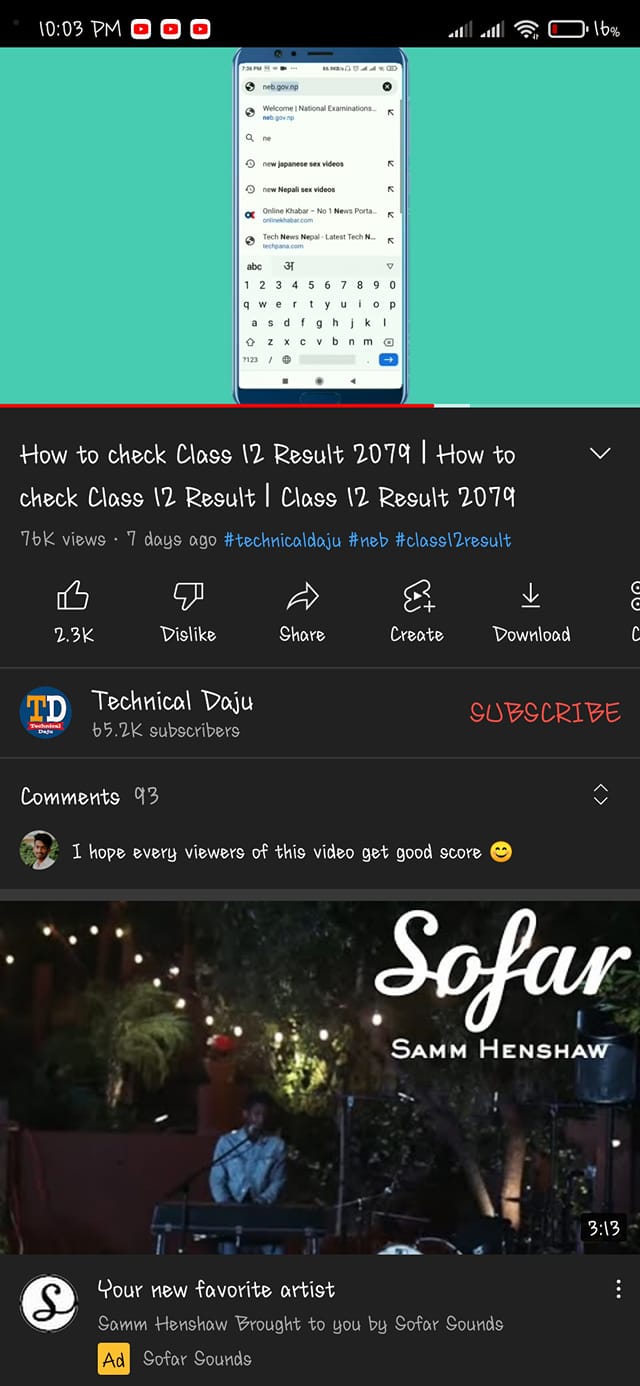 10:03 PM
16%
7:36 PM
neb.gov.np
Welcome | National Examinations...
neb.gov.np
ne
new japanese sex videos
new Nepali sex videos
Online Khabar – No 1 News Porta...
onlinekhabar.com
Tech News Nepal - Latest Tech N...
techpana.com
abc अ
1 2 3 4 5 6 7 8 9 0
q w e r t y u i o p
a s d f g h j k l
z x c v b n m
?123 / .
How to check Class 12 Result 2079 | How to
check Class 12 Result | Class 12 Result 2079
76K views · 7 days ago #technicaldaju #neb #class12result
2.3K Dislike Share Create Download C
TD
Technical
Daju
Technical Daju
65.2K subscribers
SUBSCRIBE
Comments 93
I hope every viewers of this video get good score 😊
Sofar
SAMM HENSHAW
3:13
S
Your new favorite artist
Samm Henshaw Brought to you by Sofar Sounds
Ad Sofar Sounds